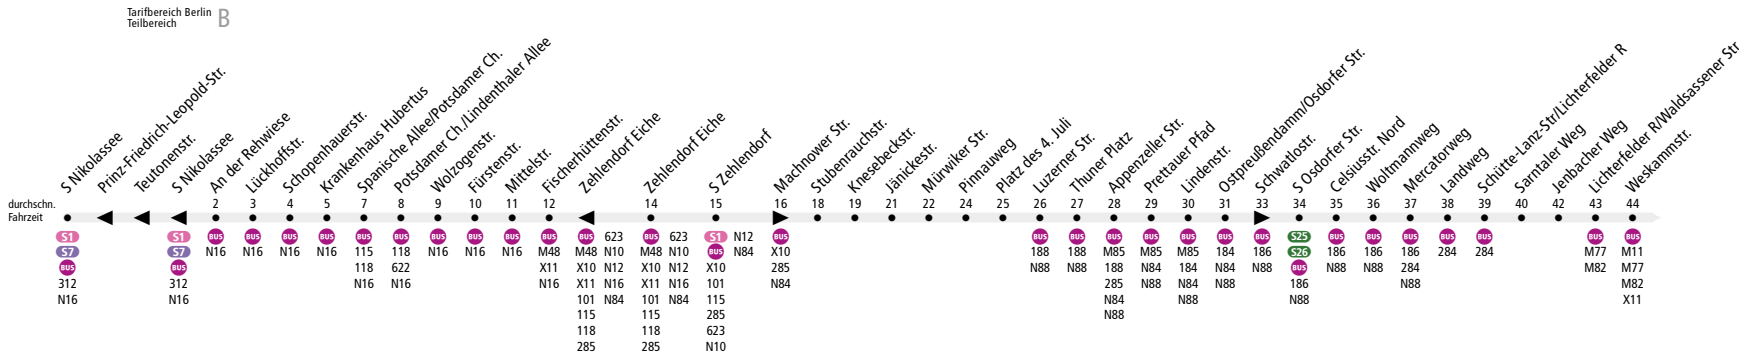 Tarifbereich Berlin
Teilbereich
B
S Nikolassee
Prinz-Friedrich-Leopold-Str.
Teutonenstr.
S Nikolassee
An der Rehwiese
Lückhoffstr.
Schopenhauerstr.
Krankenhaus Hubertus
Spanische Allee/Potsdamer Ch.
Potsdamer Ch./Lindenthaler Allee
Wolzogenstr.
Fürstenstr.
Mittelstr.
Fischerhüttenstr.
Zehlendorf Eiche
Zehlendorf Eiche
S Zehlendorf
Machnower Str.
Stubenrauchstr.
Knesebeckstr.
Jänickestr.
Mürwiker Str.
Pinnauweg
Platz des 4. Juli
Luzerner Str.
Thuner Platz
Appenzeller Str.
Prettauer Pfad
Lindenstr.
Ostpreußendamm/Osdorfer Str.
Schwatlostr.
S Osdorfer Str.
Celsiusstr. Nord
Woltmannweg
Mercatorweg
Landweg
Schütte-Lanz-Str/Lichterfelder R
Sarntaler Weg
Jenbacher Weg
Lichterfelder R/Waldsassener Str
Weskammstr.
durchschn. 2 3 4 5 7 8 9 10 11 12 14 15 16 18 19 21 22 24 25 26 27 28 29 30 31 33 34 35 36 37 38 39 40 42 43 44
Fahrzeit
S1 S1 BUS BUS BUS BUS BUS BUS BUS BUS BUS BUS BUS 623 BUS 623 S1 N12 BUS BUS BUS BUS BUS BUS BUS BUS S25 BUS BUS BUS BUS BUS BUS BUS
S7 S7 N16 N16 N16 N16 115 118 N16 N16 N16 M48 M48 N10 M48 N10 BUS N84 X10 188 188 M85 M85 M85 184 186 S26 186 186 186 284 284 M77 M11
BUS BUS 118 622 X11 X10 N12 X10 N12 X10 285 N88 N88 188 N84 184 N84 N88 BUS N88 N88 284 M82 M77
312 312 N16 N16 N16 X11 N16 X11 N16 101 N84 285 N88 N84 N88 186 N88 M82
N16 N16 101 N84 101 N84 115 N84 N88 N88 X11
115 115 285 N88
118 118 623
285 285 N10